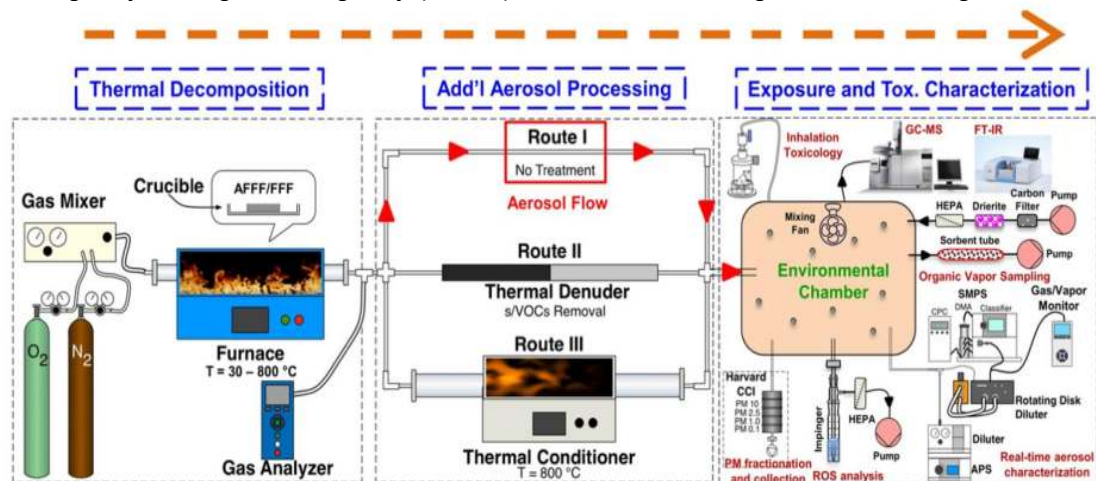 Thermal Decomposition
Add'l Aerosol Processing
Exposure and Tox. Characterization
Gas Mixer
Crucible
AFFF/FFF
O2
N2
Furnace
T = 30 – 800 °C
Gas Analyzer
Route I
No Treatment
Aerosol Flow
Route II
Thermal Denuder
s/VOCs Removal
Route III
Thermal Conditioner
T = 800 °C
Inhalation
Toxicology
GC-MS
FT-IR
Mixing
Fan
HEPA
Drierite
Carbon
Filter
Pump
Sorbent tube
Pump
Organic Vapor Sampling
Environmental
Chamber
SMPS
CPC
DMA
Classifier
Gas/Vapor
Monitor
Rotating Disk
Diluter
Harvard
CCI
PM 10
PM 2.5
PM 1.0
PM 0.1
PM fractionation
and collection
Impinger
HEPA
Pump
ROS analysis
Diluter
APS
Real-time aerosol
characterization